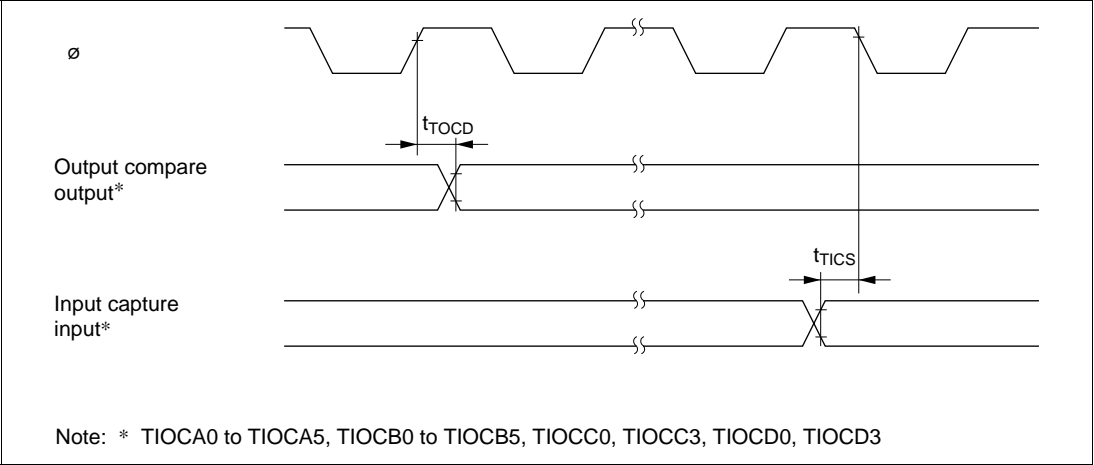 ø
tTOCD
Output compare
output*
tTICS
Input capture
input*
Note: * TIOCA0 to TIOCA5, TIOCB0 to TIOCB5, TIOCC0, TIOCC3, TIOCD0, TIOCD3